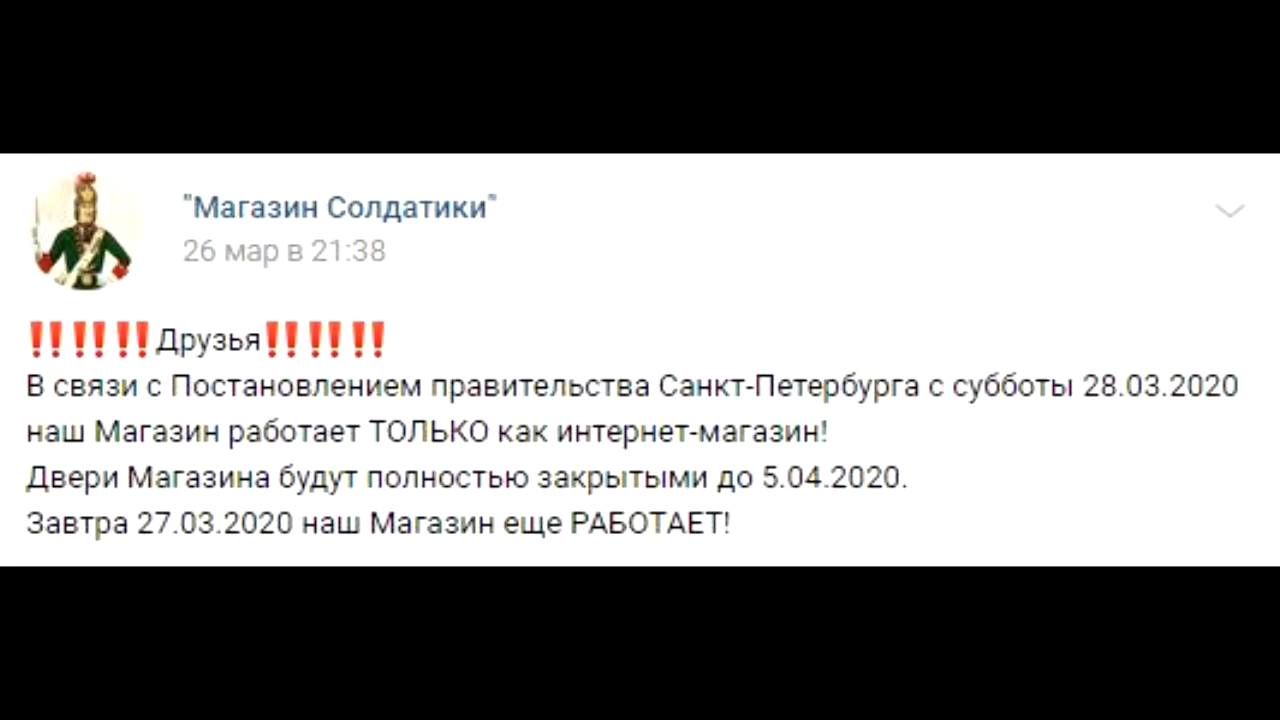 "Магазин Солдатики"
26 мар в 21:38
‼‼‼Друзья‼‼‼
В связи с Постановлением правительства Санкт-Петербурга с субботы 28.03.2020
наш Магазин работает ТОЛЬКО как интернет-магазин!
Двери Магазина будут полностью закрытыми до 5.04.2020.
Завтра 27.03.2020 наш Магазин еще РАБОТАЕТ!